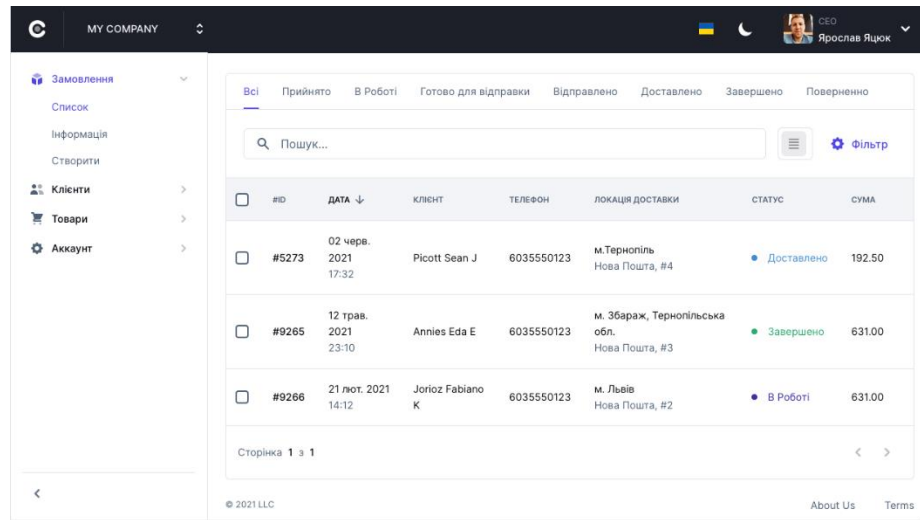 MY COMPANY
CEO
Ярослав Яцюк
Замовлення
Список
Інформація
Створити
Клієнти
Товари
Аккаунт
Всі Прийнято В Роботі Готово для відправки Відправлено Доставлено Завершено Поверненно
Пошук...
Фільтр
#ID ДАТА КЛІЄНТ ТЕЛЕФОН ЛОКАЦІЯ ДОСТАВКИ СТАТУС СУМА
02 черв.
2021
17:32
#5273 Picott Sean J 6035550123
м.Тернопіль
Нова Пошта, #4
Доставлено 192.50
12 трав.
2021
23:10
#9265 Annies Eda E 6035550123
м. Збараж, Тернопільська
обл.
Нова Пошта, #3
Завершено 631.00
21 лют. 2021
14:12
#9266 Jorioz Fabiano
K
6035550123
м. Львів
Нова Пошта, #2
В Роботі 631.00
Сторінка 1 з 1
© 2021 LLC About Us Terms